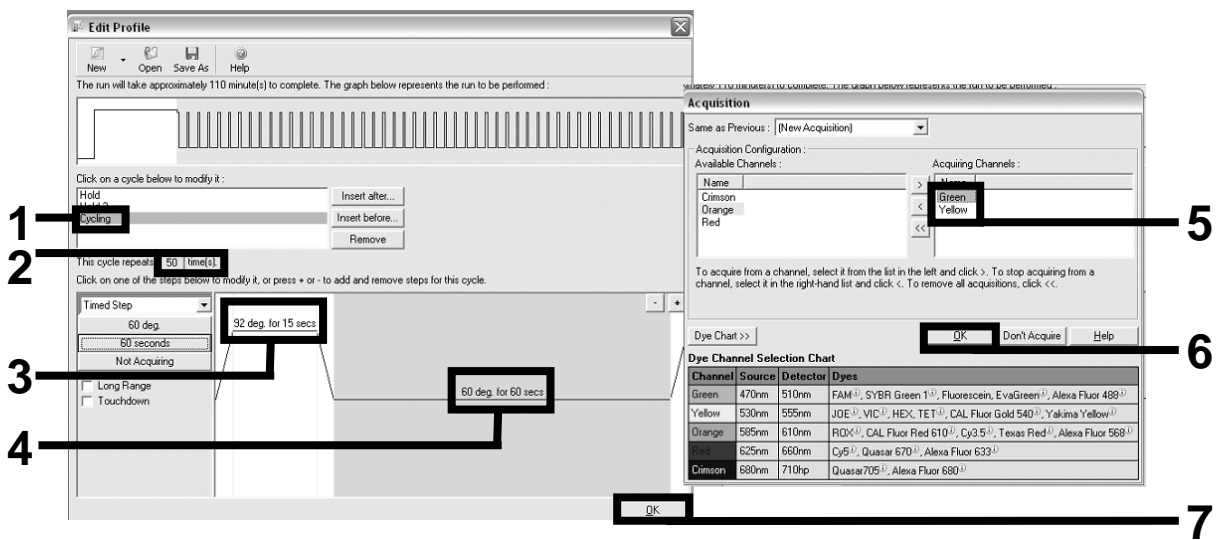 Edit Profile
New Open Save As Help
The run will take approximately 110 minute(s) to complete. The graph below represents the run to be performed :
Click on a cycle below to modify it :
Hold
Hold 2
Cycling
Insert after...
Insert before...
Remove
This cycle repeats 50 time(s).
Click on one of the steps below to modify it, or press + or - to add and remove steps for this cycle.
Timed Step
60 deg.
60 seconds
Not Acquiring
Long Range
Touchdown
92 deg. for 15 secs
60 deg. for 60 secs
- +
OK
1
2
3
4
Acquisition
Same as Previous : (New Acquisition)
Acquisition Configuration :
Available Channels :
Name
Crimson
Orange
Red
>
<
<<
Acquiring Channels :
Name
Green
Yellow
To acquire from a channel, select it from the list in the left and click >. To stop acquiring from a
channel, select it in the right-hand list and click <. To remove all acquisitions, click <<.
Dye Chart >> OK Don't Acquire Help
Dye Channel Selection Chart
Channel Source Detector Dyes
Green 470nm 510nm FAM, SYBR Green 1, Fluorescein, EvaGreen, Alexa Fluor 488
Yellow 530nm 555nm JOE, VIC, HEX, TET, CAL Fluor Gold 540, Yakima Yellow
Orange 585nm 610nm ROX, CAL Fluor Red 610, Cy3.5, Texas Red, Alexa Fluor 568
Red 625nm 660nm Cy5, Quasar 670, Alexa Fluor 633
Crimson 680nm 710hp Quasar705, Alexa Fluor 680
5
6
7